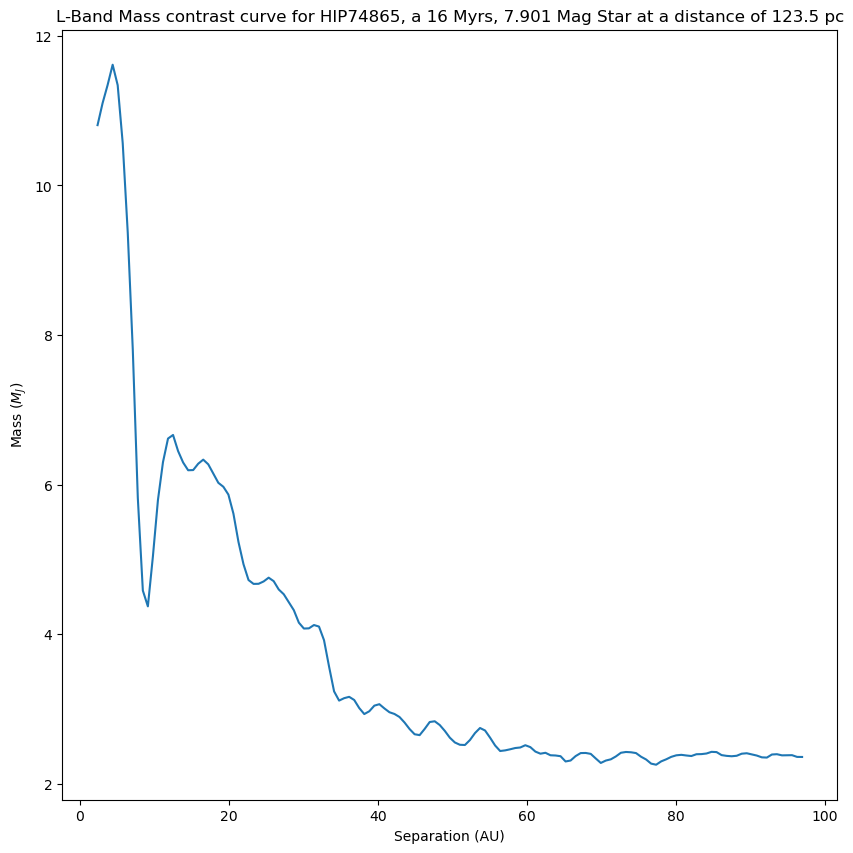 L-Band Mass contrast curve for HIP74865, a 16 Myrs, 7.901 Mag Star at a distance of 123.5 pc
12
10
8
6
4
2
Mass ($M_J$)
0 20 40 60 80 100
Separation (AU)